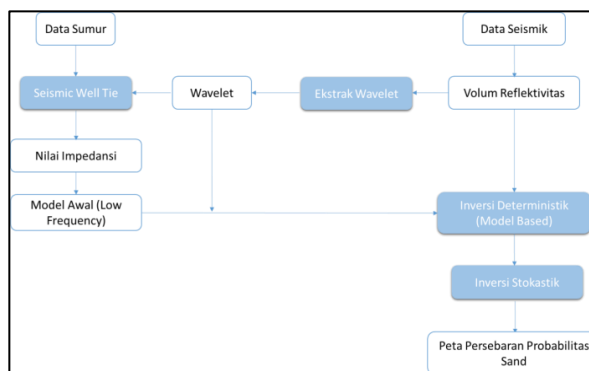 Data Sumur
Data Seismik
Seismic Well Tie
Wavelet
Ekstrak Wavelet
Volum Reflektivitas
Nilai Impedansi
Model Awal (Low
Frequency)
Inversi Deterministik
(Model Based)
Inversi Stokastik
Peta Persebaran Probabilitas
Sand